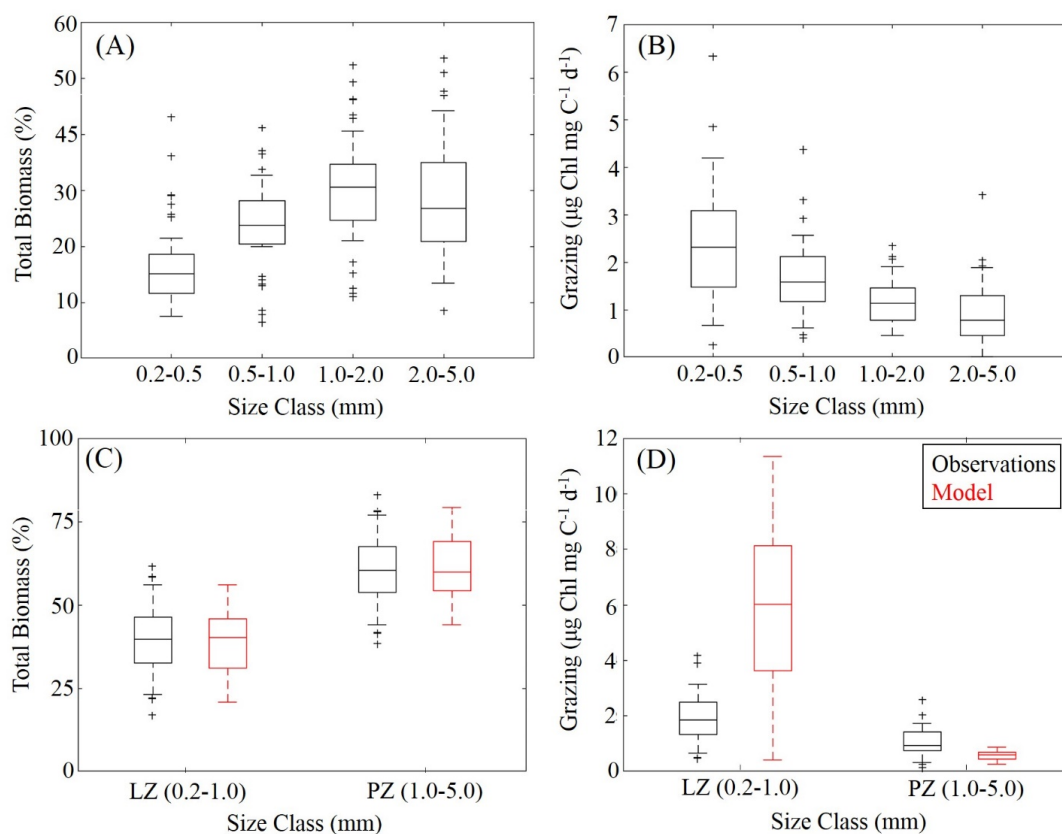 (A)
Total Biomass (%)
60
50
45
30
20
10
0
0.2-0.5 0.5-1.0 1.0-2.0 2.0-5.0
Size Class (mm)
(B)
Grazing (µg Chl mg C⁻¹ d⁻¹)
7
6
5
4
3
2
1
0
0.2-0.5 0.5-1.0 1.0-2.0 2.0-5.0
Size Class (mm)
(C)
Total Biomass (%)
100
75
50
25
0
LZ (0.2-1.0) PZ (1.0-5.0)
Size Class (mm)
(D)
Grazing (µg Chl mg C⁻¹ d⁻¹)
12
10
8
6
4
2
0
Observations
Model
LZ (0.2-1.0) PZ (1.0-5.0)
Size Class (mm)